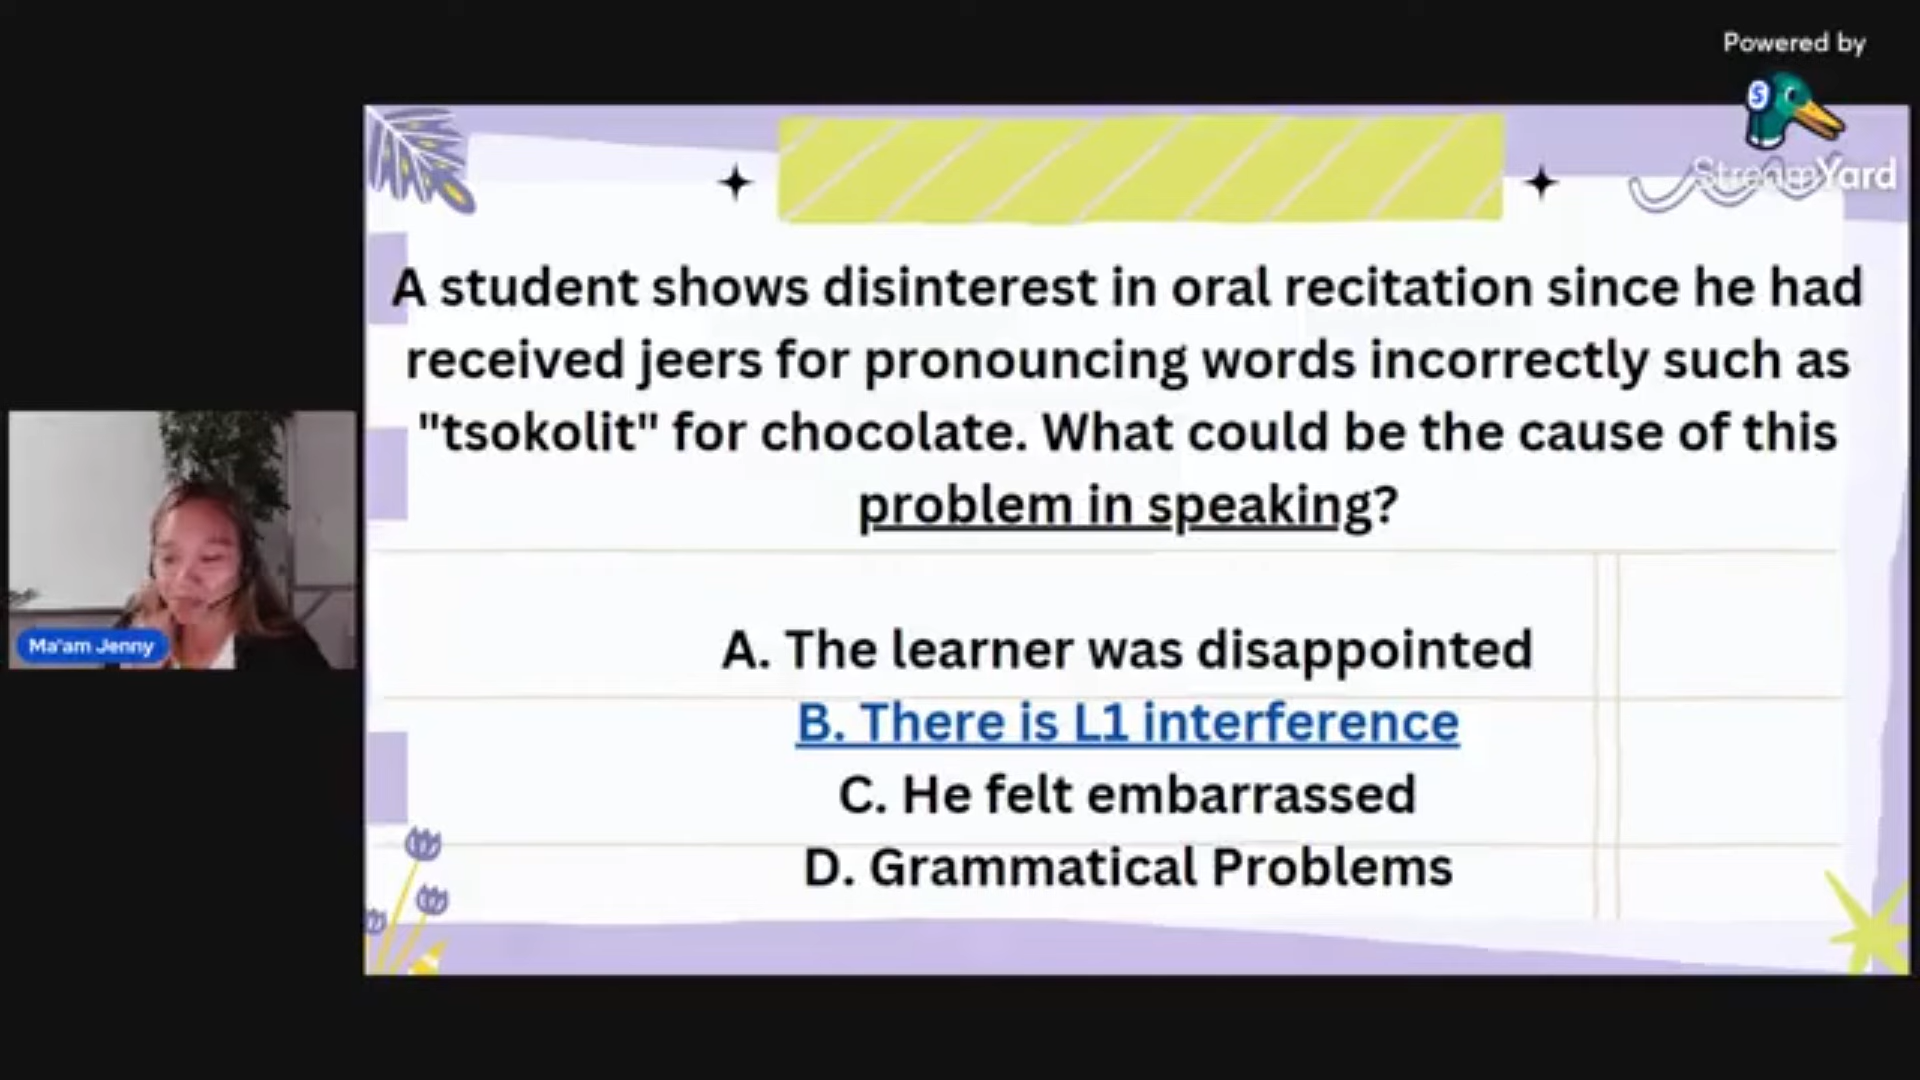 Powered by
StreamYard
A student shows disinterest in oral recitation since he had
received jeers for pronouncing words incorrectly such as
"tsokolit" for chocolate. What could be the cause of this
problem in speaking?
A. The learner was disappointed
B. There is L1 interference
C. He felt embarrassed
D. Grammatical Problems
Ma'am Jenny